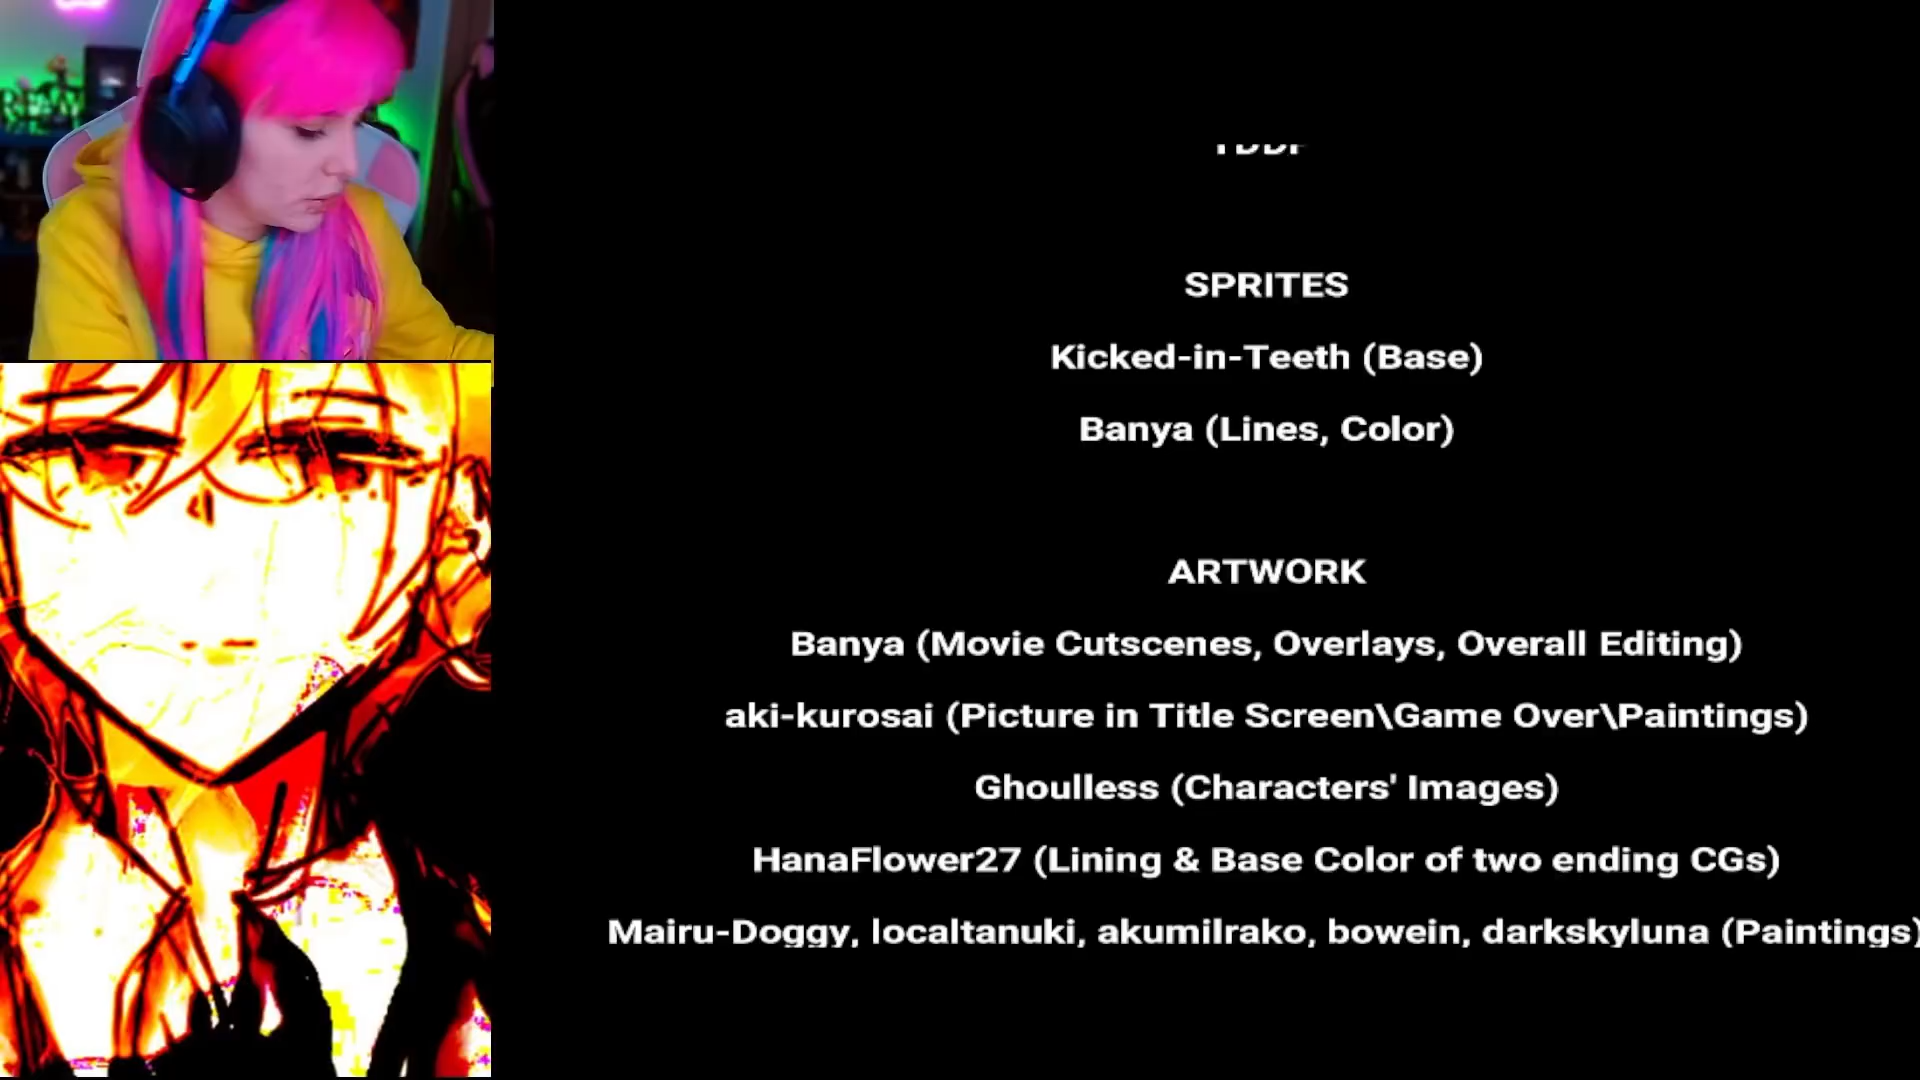 SPRITES
Kicked-in-Teeth (Base)
Banya (Lines, Color)
ARTWORK
Banya (Movie Cutscenes, Overlays, Overall Editing)
aki-kurosai (Picture in Title Screen\Game Over\Paintings)
Ghoulless (Characters' Images)
HanaFlower27 (Lining & Base Color of two ending CGs)
Mairu-Doggy, localtanuki, akumilrako, bowein, darkskyluna (Paintings)